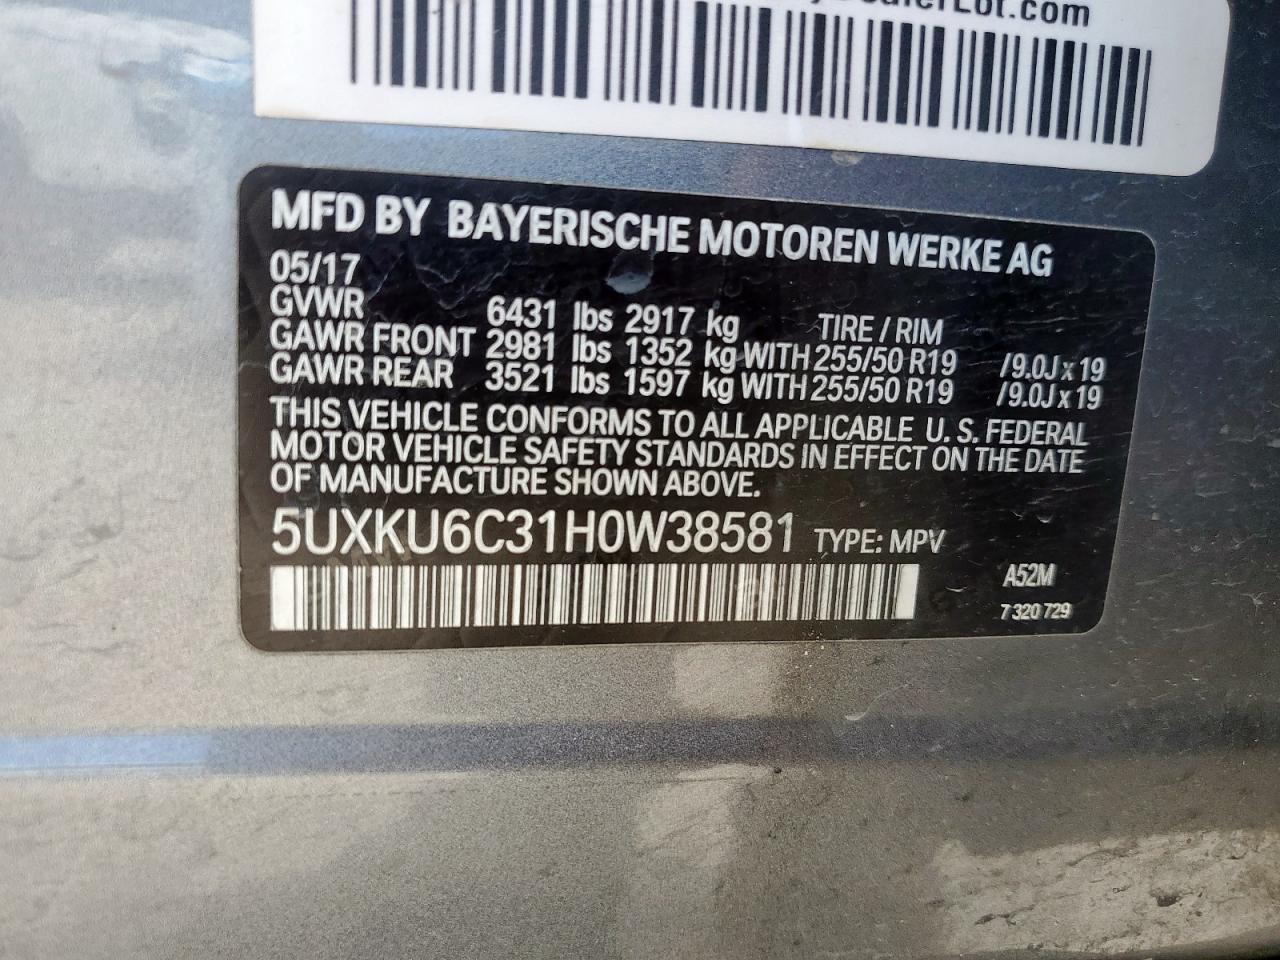 MFD BY BAYERISCHE MOTOREN WERKE AG
05/17
GVWR 6431 lbs 2917 kg TIRE / RIM
GAWR FRONT 2981 lbs 1352 kg WITH 255/50 R19 /9.0J x 19
GAWR REAR 3521 lbs 1597 kg WITH 255/50 R19 /9.0J x 19
THIS VEHICLE CONFORMS TO ALL APPLICABLE U. S. FEDERAL
MOTOR VEHICLE SAFETY STANDARDS IN EFFECT ON THE DATE
OF MANUFACTURE SHOWN ABOVE.
5UXKU6C31H0W38581 TYPE: MPV
A52M
7 320 729